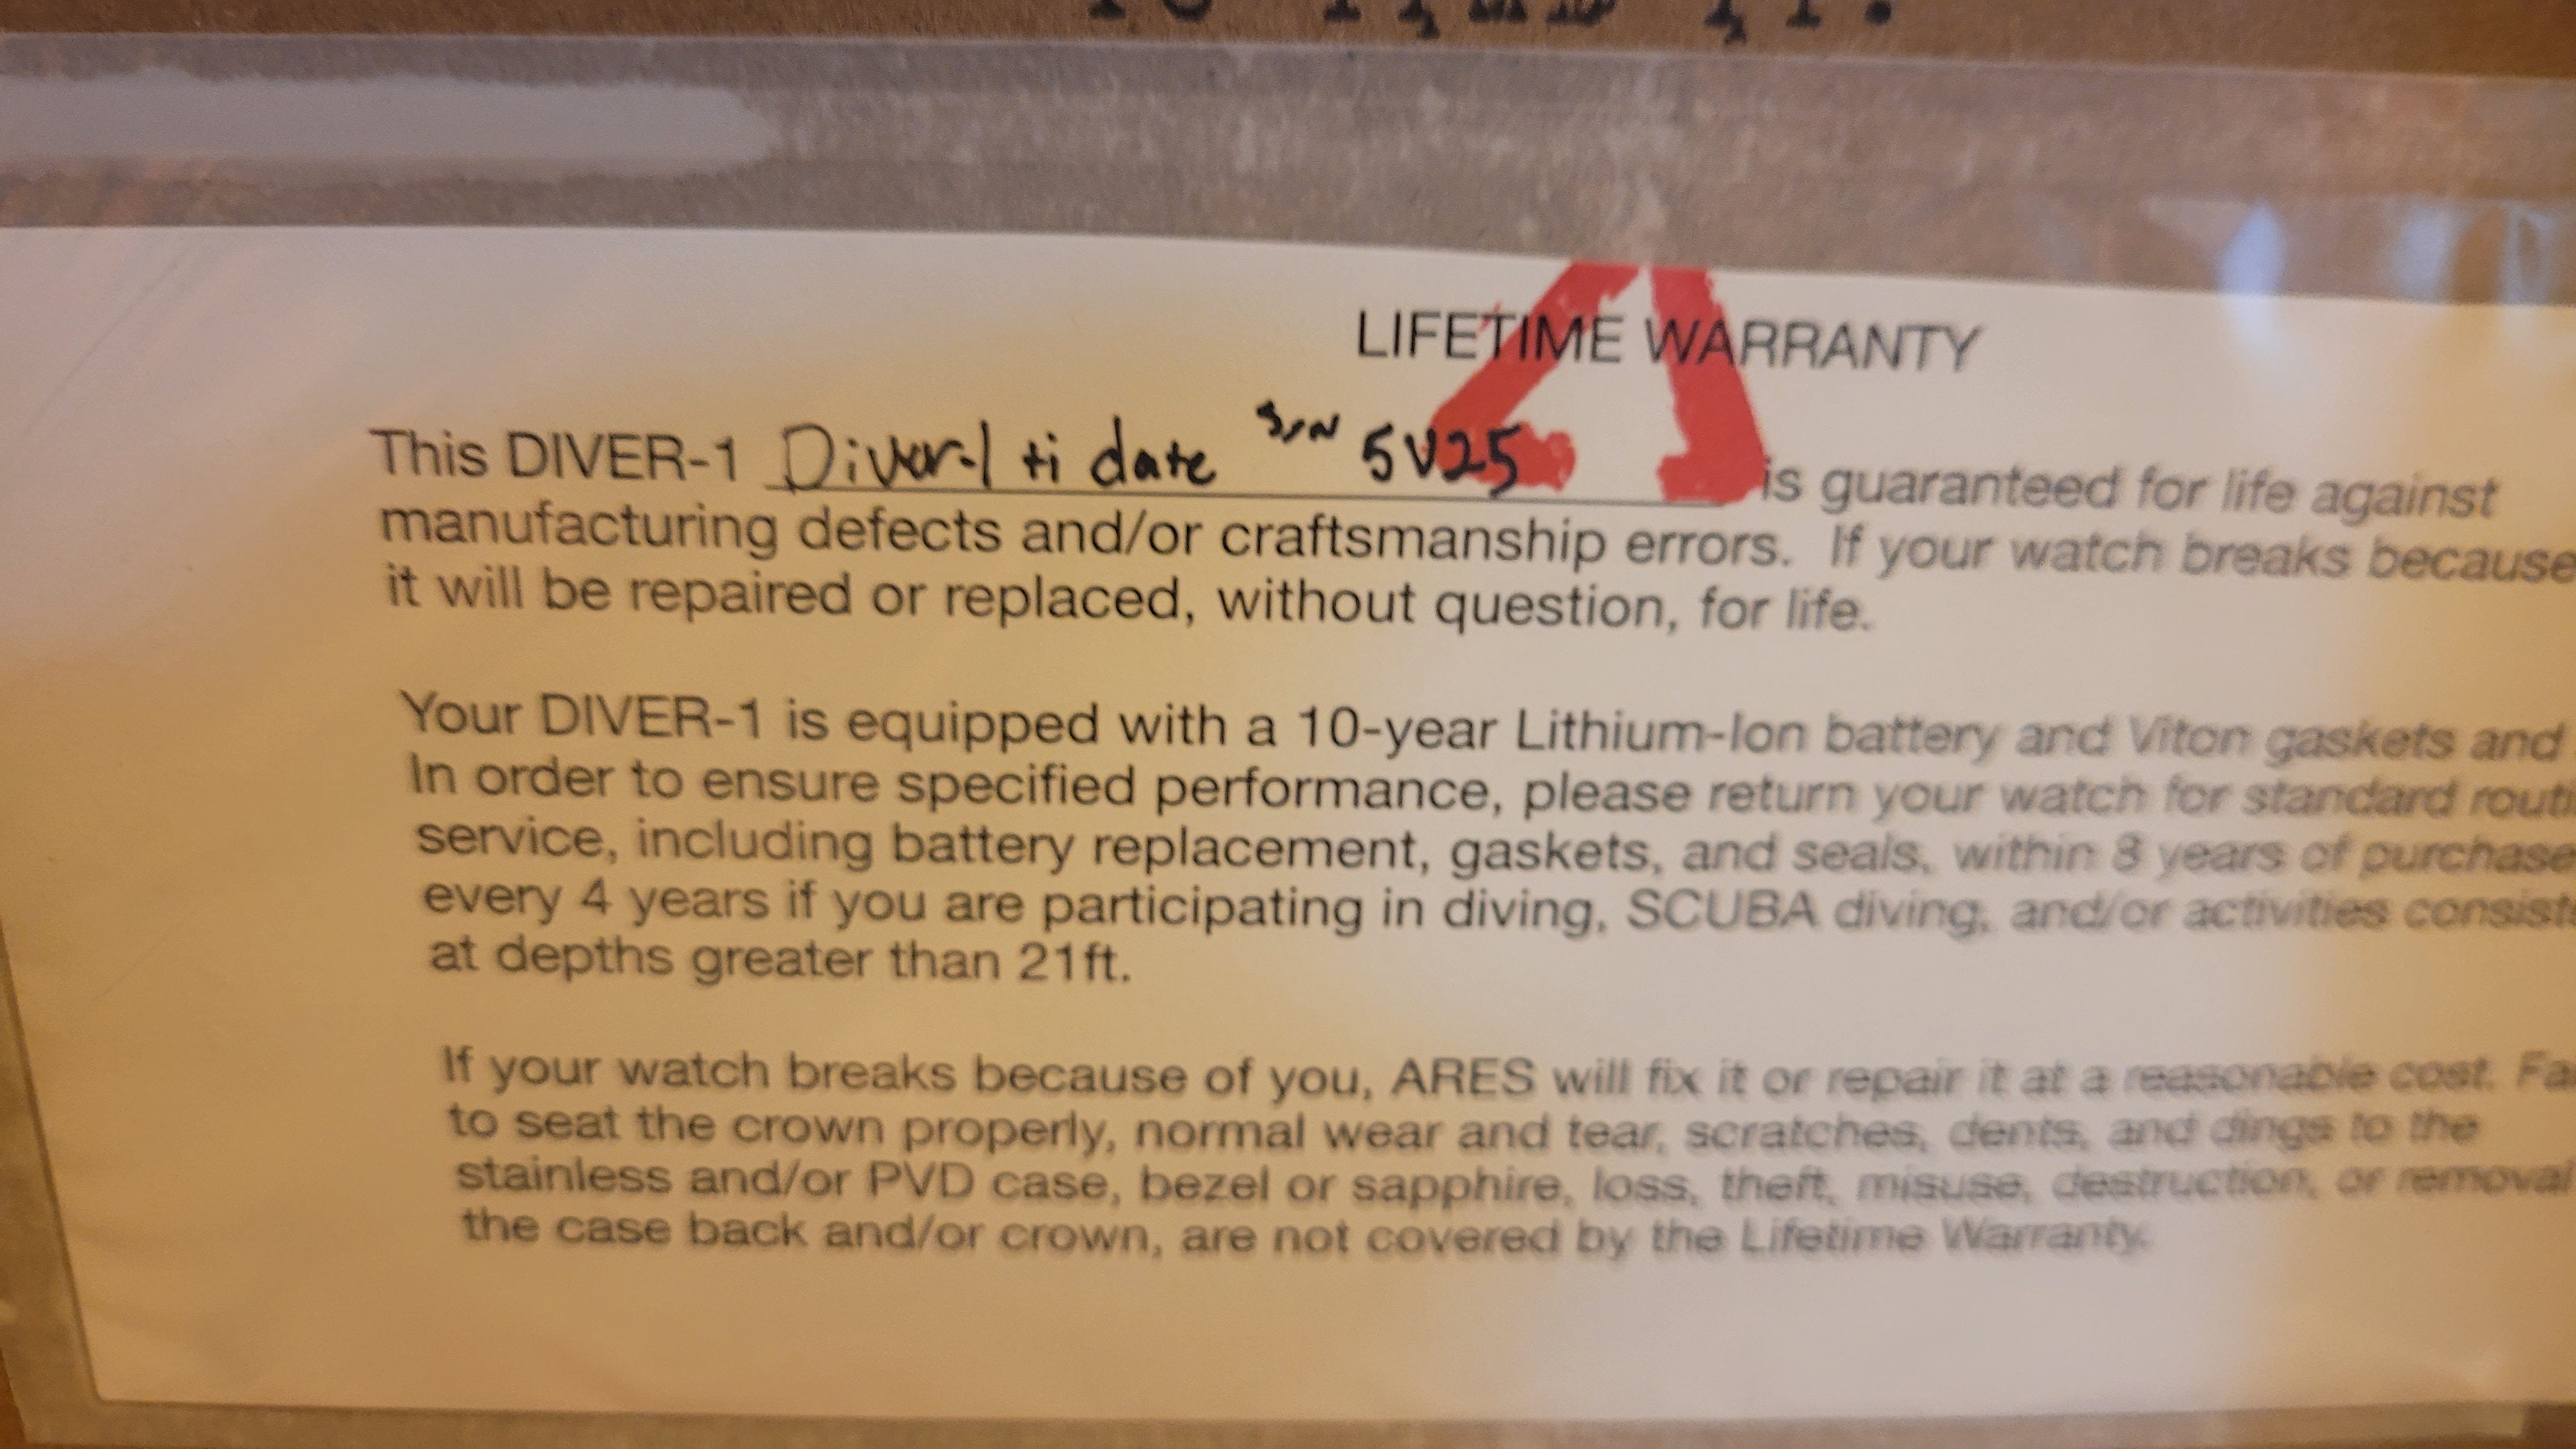 LIFETIME WARRANTY
This DIVER-1 Diver-1 ti date S/N 5V25 is guaranteed for life against
manufacturing defects and/or craftsmanship errors. If your watch breaks because
it will be repaired or replaced, without question, for life.
Your DIVER-1 is equipped with a 10-year Lithium-Ion battery and Viton gaskets and
In order to ensure specified performance, please return your watch for standard
service, including battery replacement, gaskets, and seals, within 8 years of purchase
every 4 years if you are participating in diving, SCUBA diving, and/or activities
at depths greater than 21ft.
If your watch breaks because of you, ARES will fix it or repair it at a reasonable cost.
to seat the crown properly, normal wear and tear, scratches, dents, and dings to the
stainless and/or PVD case, bezel or sapphire, loss, theft, misuse, destruction, or removal
the case back and/or crown, are not covered by the Lifetime Warranty.